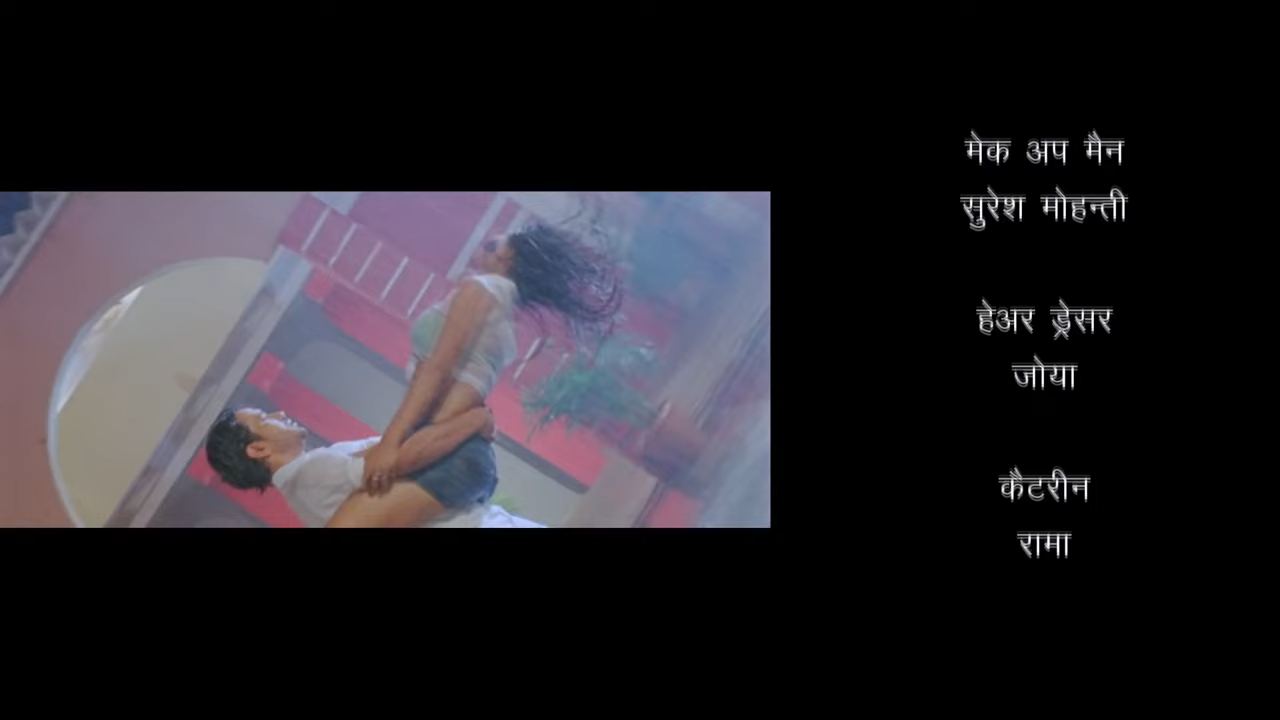 मेक अप मैन
सुरेश मोहन्ती
हेअर ड्रेसर
जोया
कैटरीन
रामा